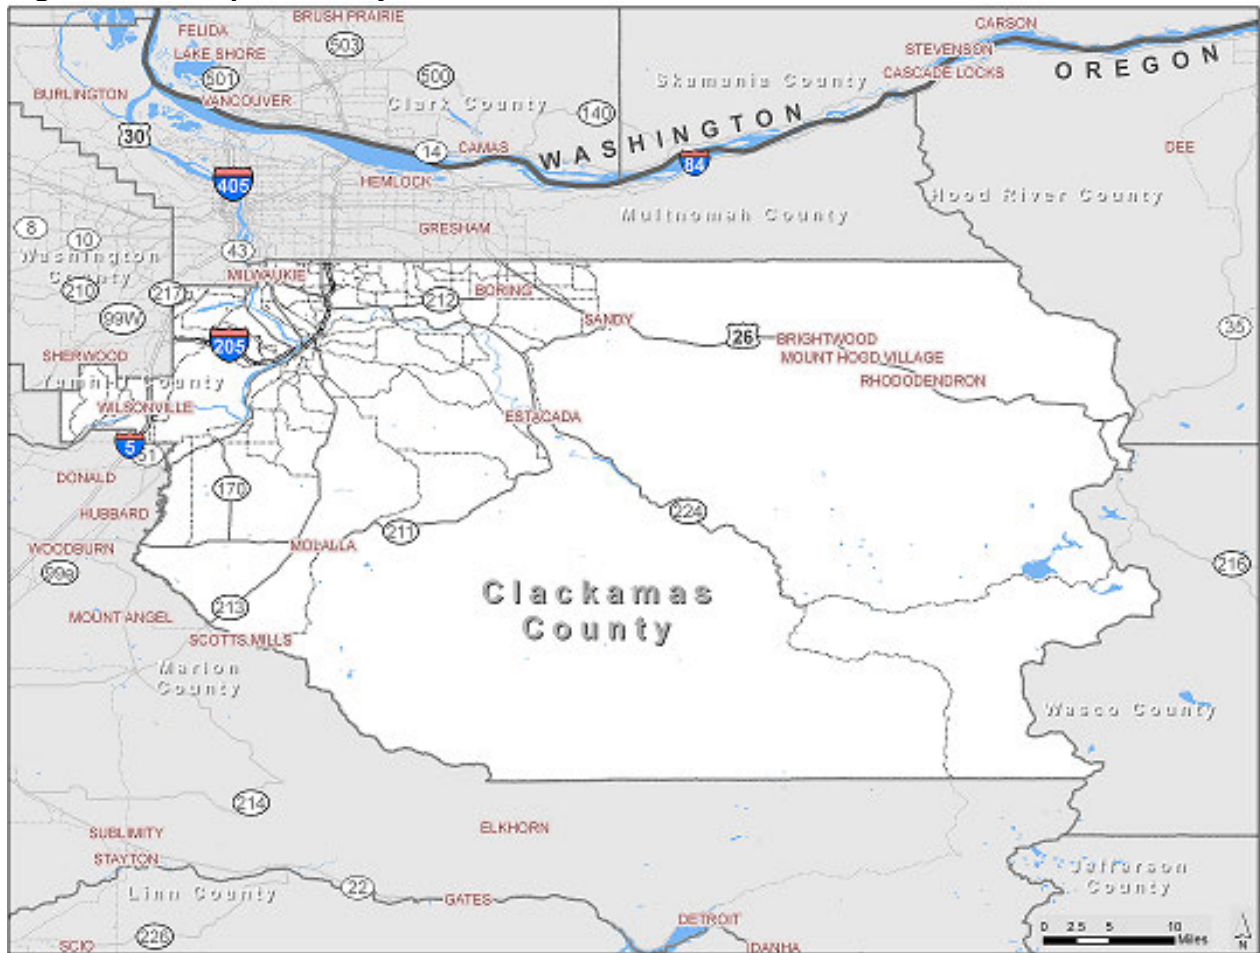 BRUSH PRAIRIE
CARSON
FELIDA
503
STEVENSON
LAKE SHORE
OREGON
501
500
Skamania County
CASCADE LOCKS
BURLINGTON
VANCOUVER
Clark County
140
WASHINGTON
30
14
CAMAS
84
DEE
405
HEMLOCK
Hood River County
Multnomah County
8
10
GRESHAM
43
Washington
County
MILWAUKIE
210
217
212
BORING
99W
SANDY
35
205
26
BRIGHTWOOD
SHERWOOD
MOUNT HOOD VILLAGE
Yamhill County
RHODODENDRON
WILSONVILLE
ESTACADA
5
51
DONALD
170
HUBBARD
224
211
WOODBURN
MOLALLA
99e
216
Clackamas
County
213
MOUNT ANGEL
SCOTTS MILLS
Marion
County
Wasco County
214
SUBLIMITY
ELKHORN
STAYTON
Jefferson
County
22
Linn County
GATES
DETROIT
226
SCIO
IDANHA
0 2.5 5 10
Miles
N